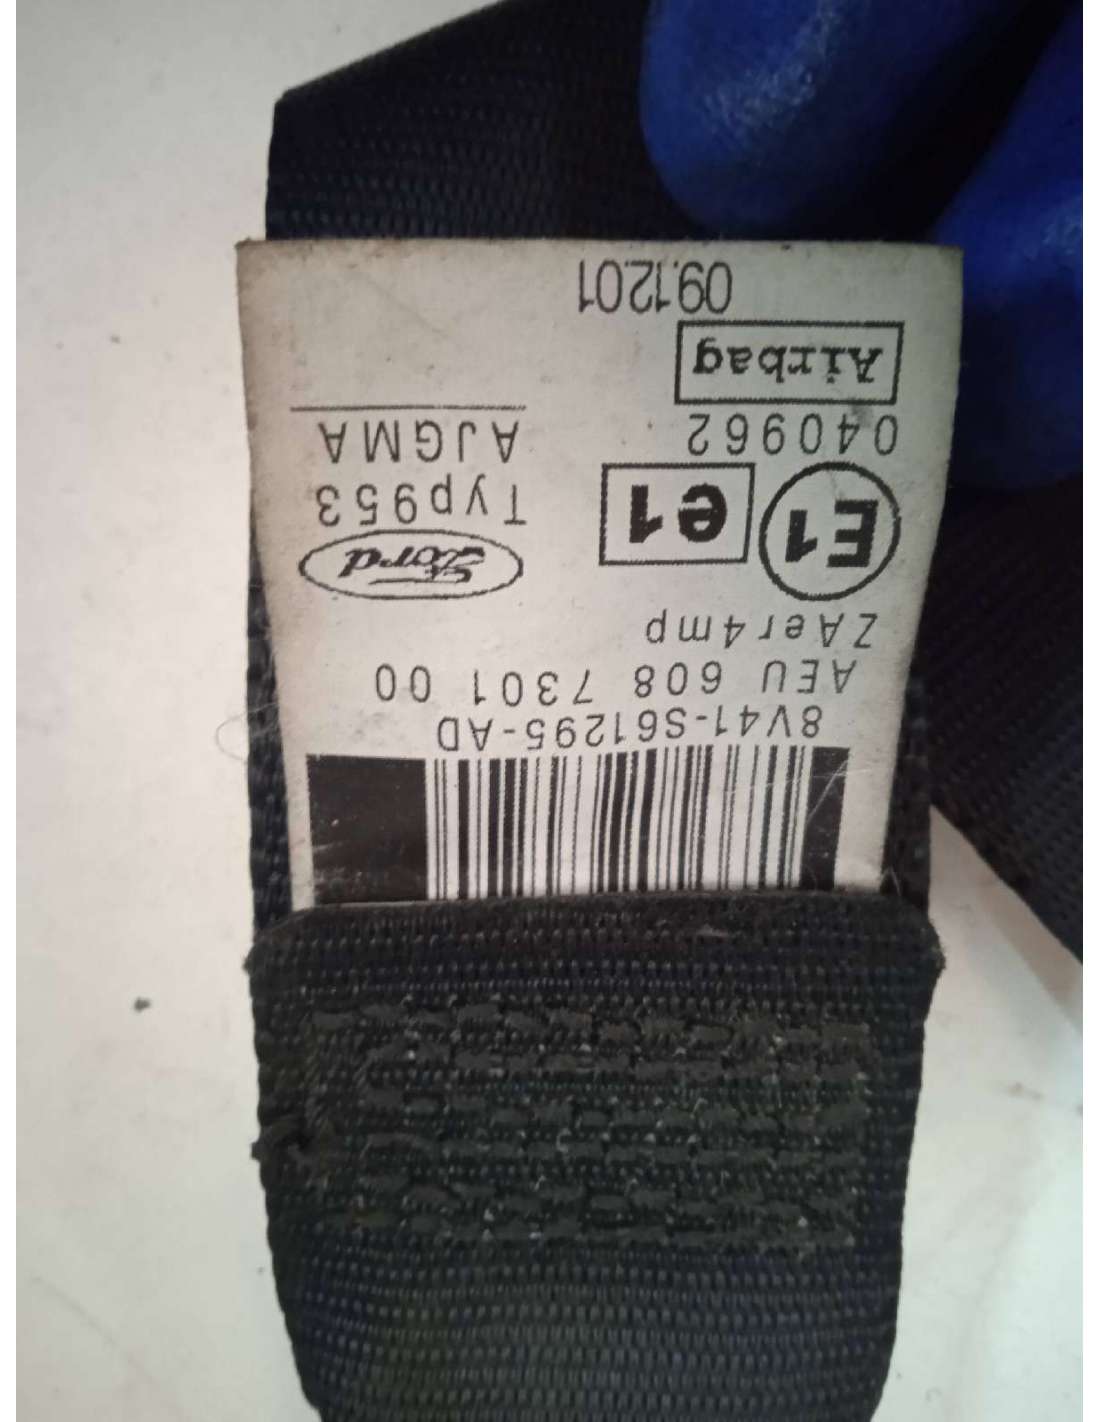 8V41-S61295-AD
AEU 608 7301 00
ZAer4mp
E1 e1 Ford
Typ953
040962 AJGMA
Airbag
09.12.01